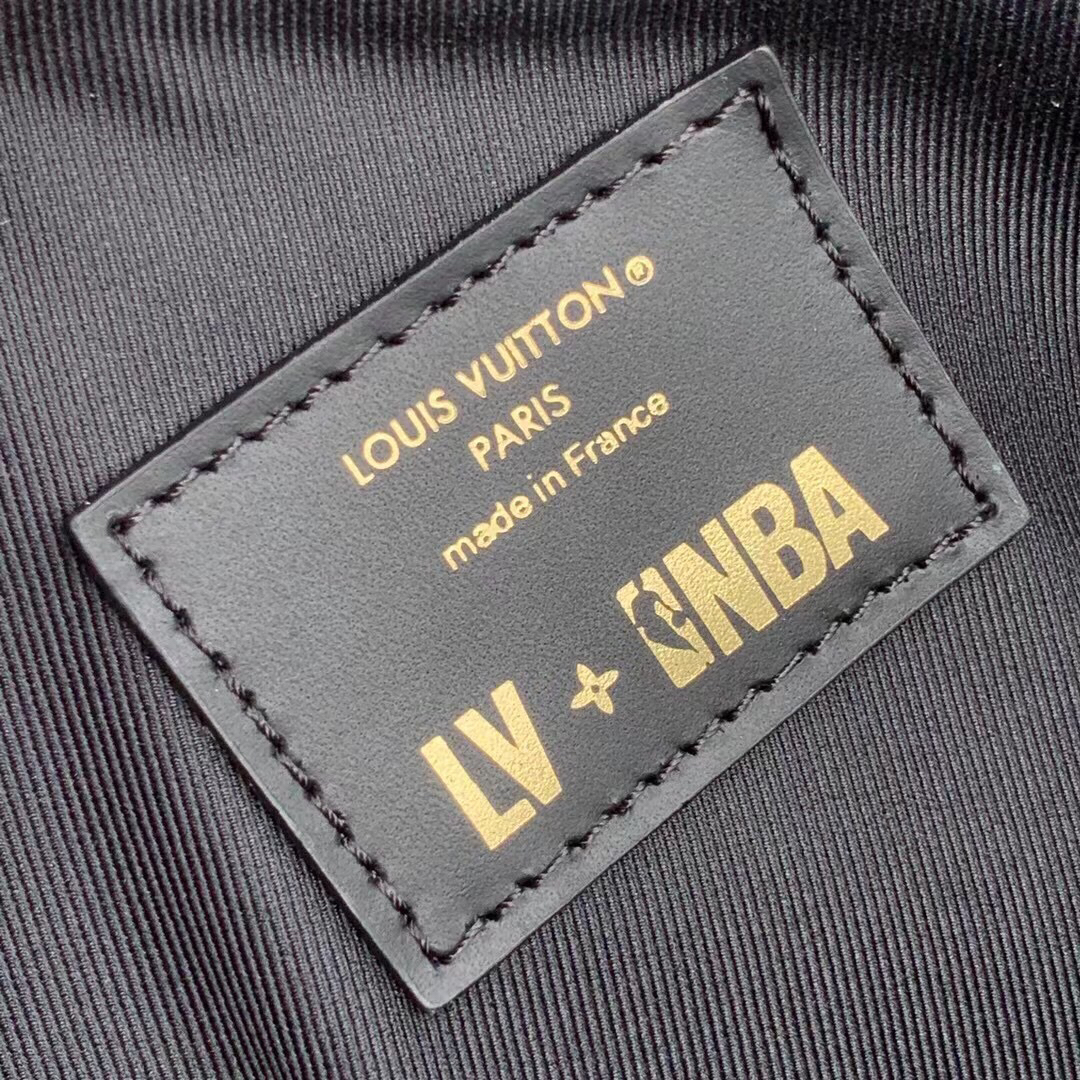 LOUIS VUITTON®
PARIS
made in France
LV + NBA